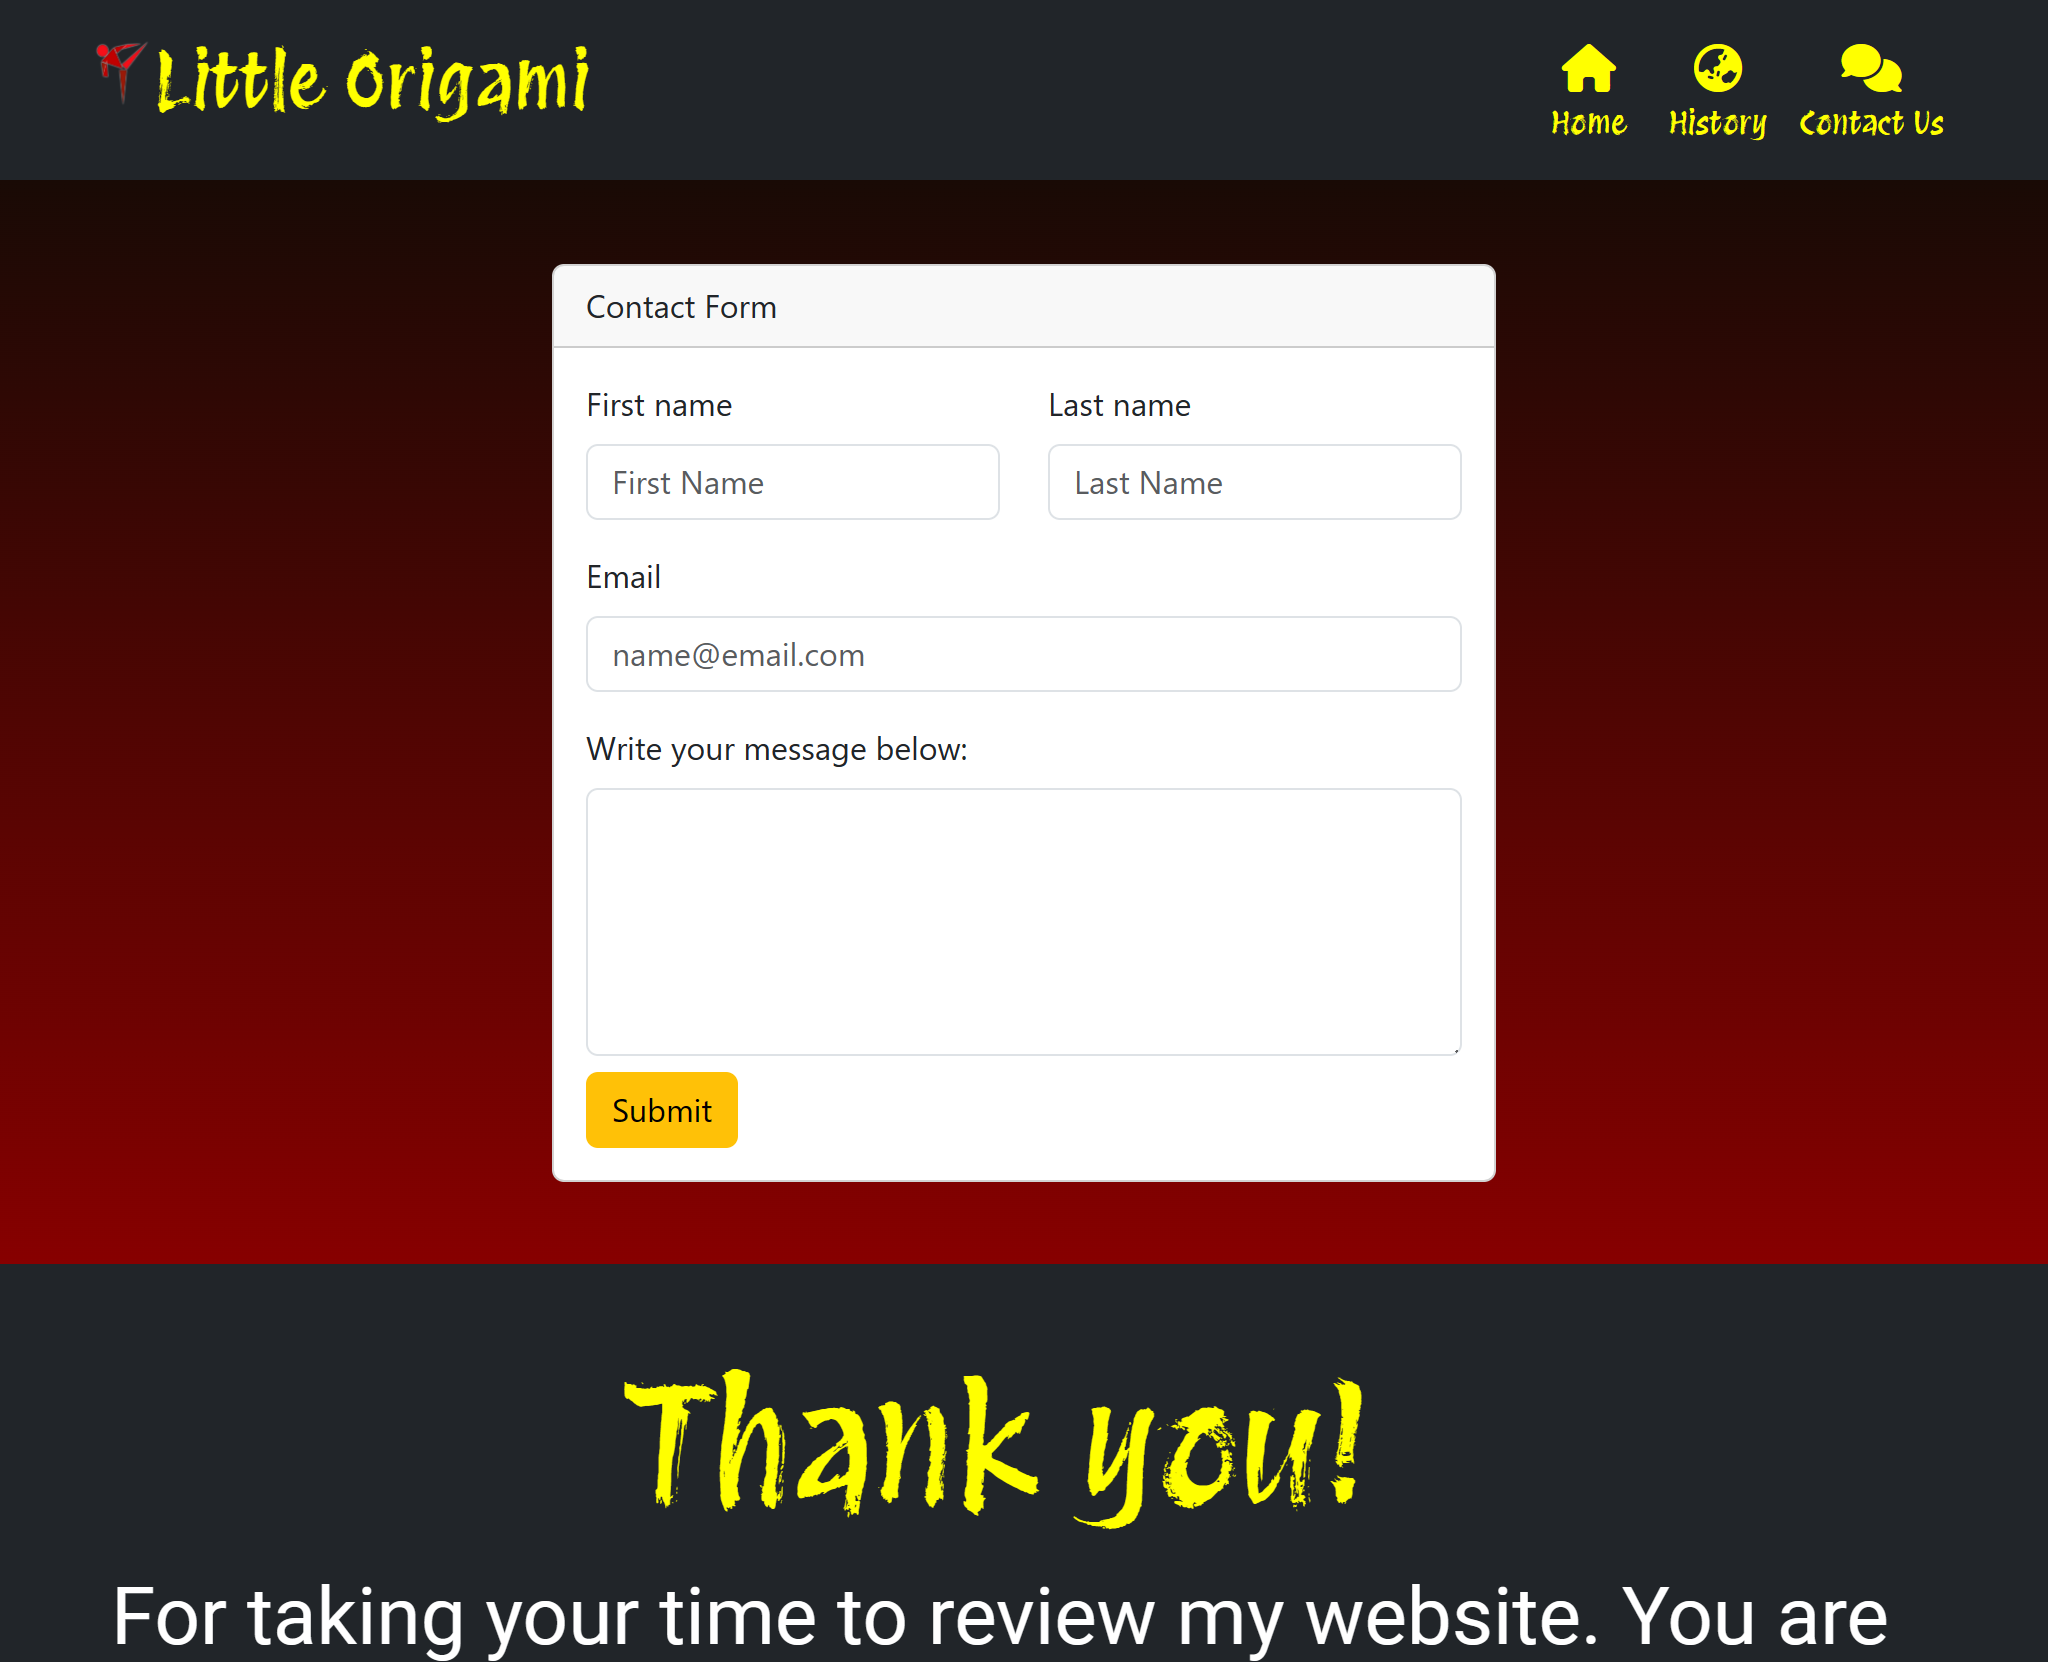 Little Origami
Home History Contact Us
Contact Form
First name Last name
First Name Last Name
Email
name@email.com
Write your message below:
Submit
Thank you!
For taking your time to review my website. You are